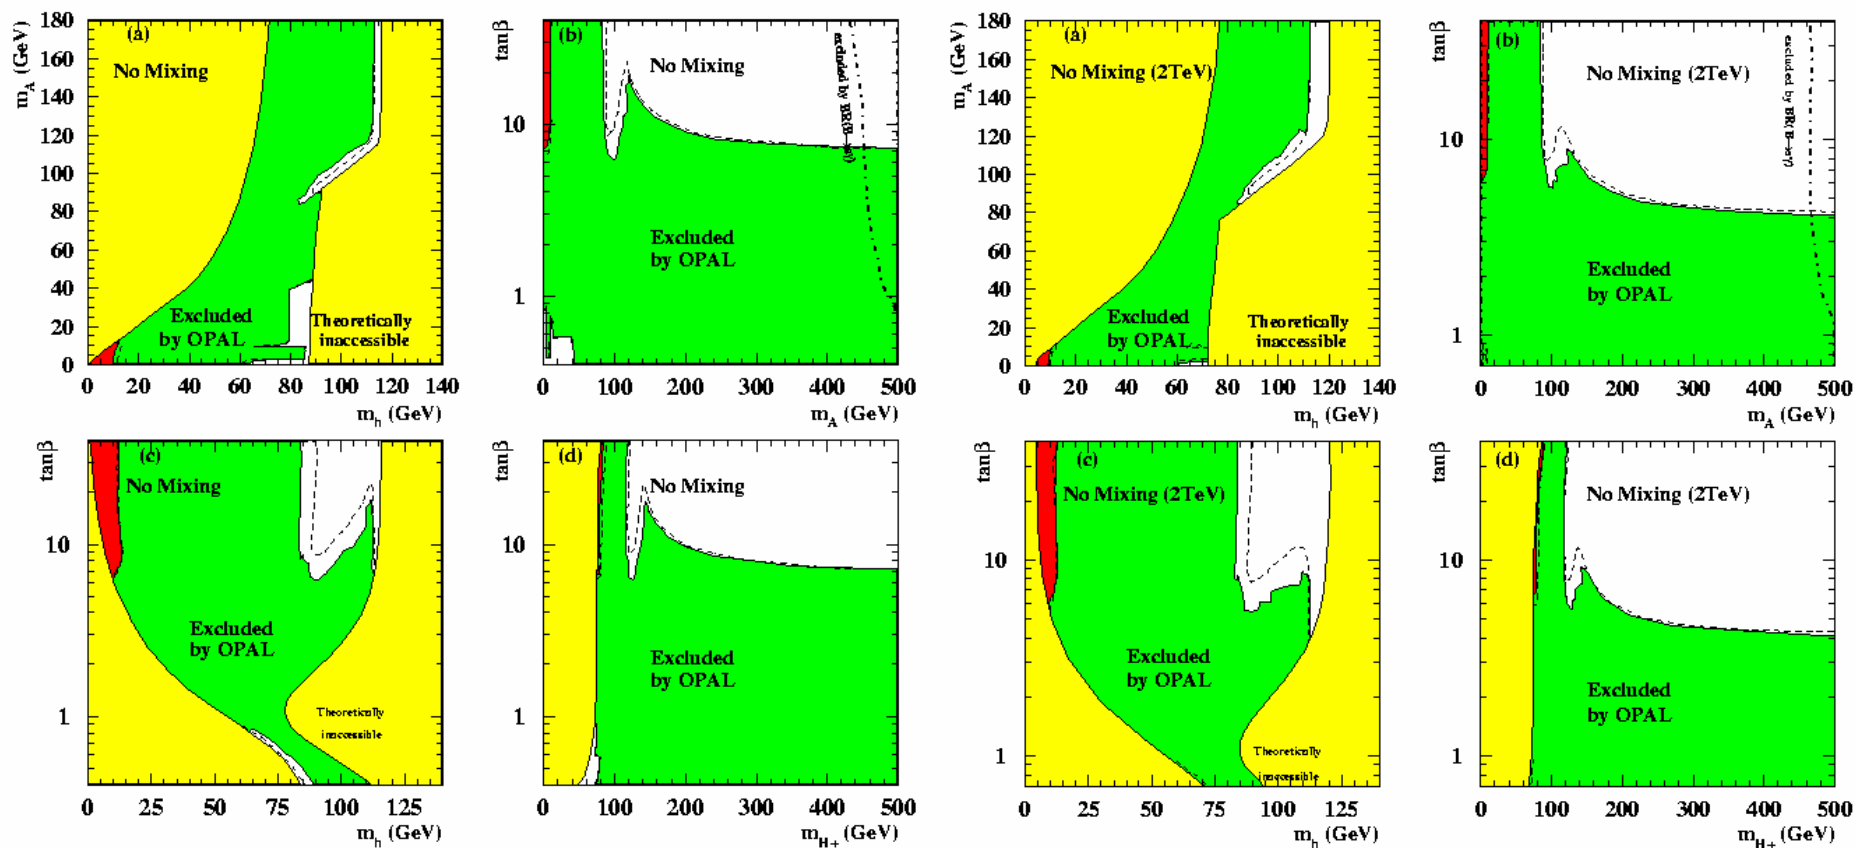 m_A (GeV)
180
160
140
120
100
80
60
40
20
0
(a)
No Mixing
Excluded
by OPAL
Theoretically
inaccessible
0 20 40 60 80 100 120 140
m_h (GeV)
tanβ
10
1
(b)
No Mixing
excluded by BR(B→sγ)
Excluded
by OPAL
0 100 200 300 400 500
m_A (GeV)
m_A (GeV)
180
160
140
120
100
80
60
40
20
0
(a)
No Mixing (2TeV)
Excluded
by OPAL
Theoretically
inaccessible
0 20 40 60 80 100 120 140
m_h (GeV)
tanβ
10
1
(b)
No Mixing (2TeV)
excluded by BR(B→sγ)
Excluded
by OPAL
0 100 200 300 400 500
m_A (GeV)
tanβ
10
1
(c)
No Mixing
Excluded
by OPAL
Theoretically
inaccessible
0 25 50 75 100 125
m_h (GeV)
tanβ
10
1
(d)
No Mixing
Excluded
by OPAL
0 100 200 300 400 500
m_H+ (GeV)
tanβ
10
1
(c)
No Mixing (2TeV)
Excluded
by OPAL
Theoretically
inaccessible
0 25 50 75 100 125
m_h (GeV)
tanβ
10
1
(d)
No Mixing (2TeV)
Excluded
by OPAL
0 100 200 300 400 500
m_H+ (GeV)